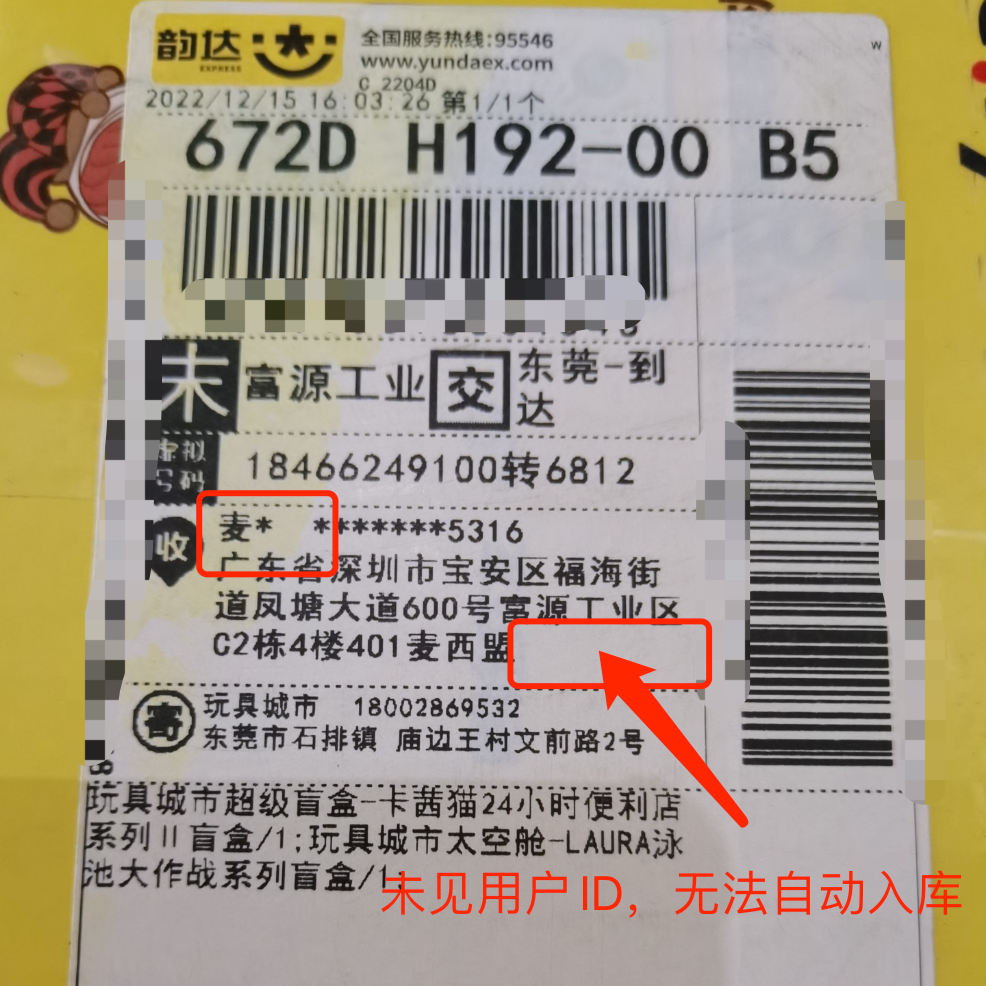 韵达
EXPRESS
全国服务热线:95546
www.yundaex.com
C_2204D
2022/12/15 16:03:26 第1/1个
w
672D H192-00 B5
末 富源工业 交 东莞-到达
虚拟号码 18466249100转6812
收 麦* *******5316
广东省深圳市宝安区福海街
道凤塘大道600号富源工业区
C2栋4楼401麦西盟
寄 玩具城市 18002869532
东莞市石排镇 庙边王村文前路2号
玩具城市超级盲盒-卡茜猫24小时便利店
系列II盲盒/1;玩具城市太空舱-LAURA泳
池大作战系列盲盒/1;
未见用户ID，无法自动入库